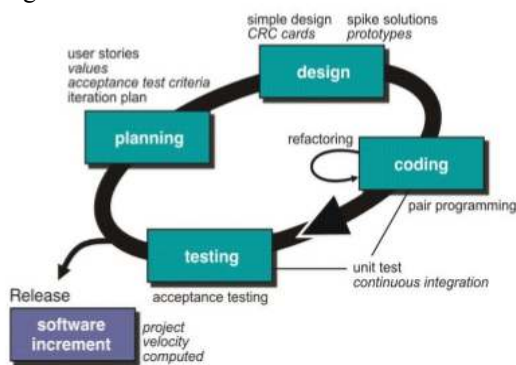 simple design
CRC cards
spike solutions
prototypes
user stories
values
acceptance test criteria
iteration plan
design
planning
refactoring
coding
pair programming
testing
unit test
continuous integration
acceptance testing
Release
software
increment
project
velocity
computed